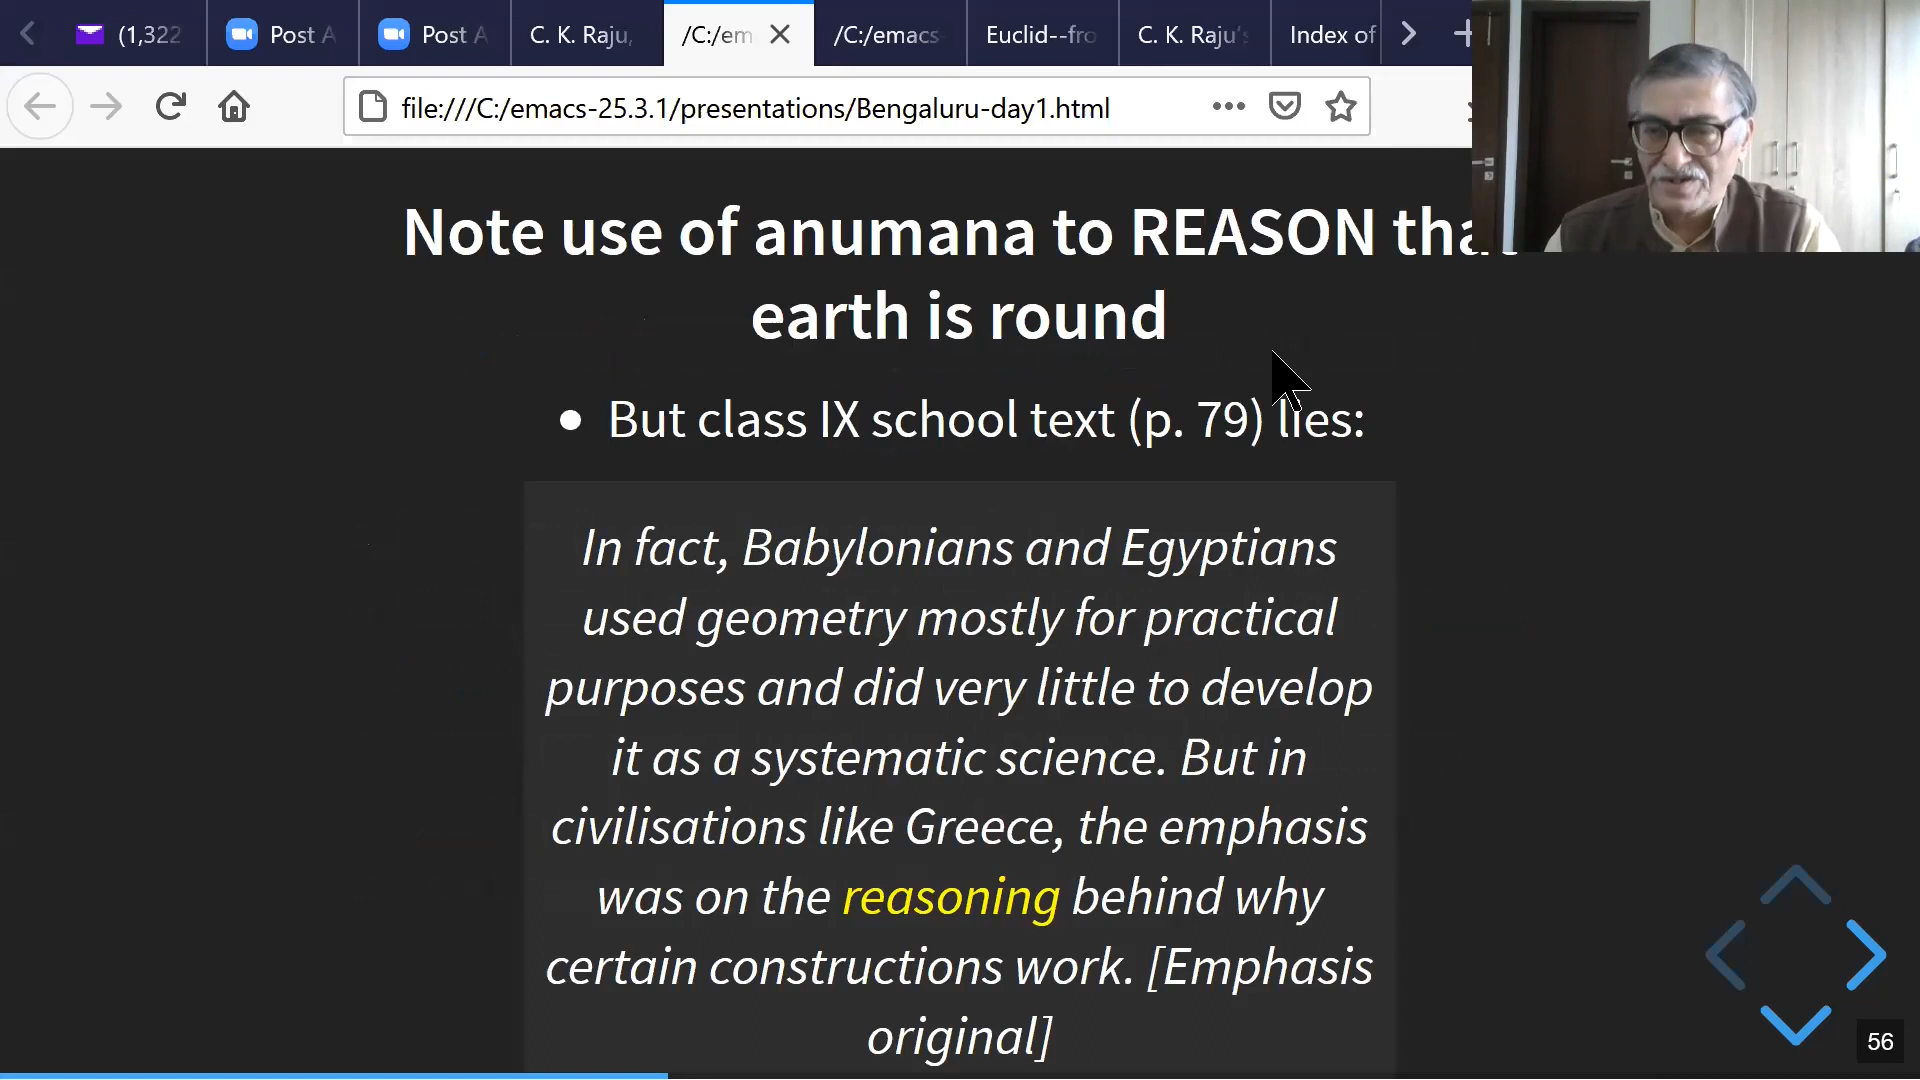 (1,322
Post A
Post A
C. K. Raju,
/C:/em
/C:/emacs-
Euclid--fro
C. K. Raju's
Index of
file:///C:/emacs-25.3.1/presentations/Bengaluru-day1.html
Note use of anumana to REASON that
earth is round
• But class IX school text (p. 79) lies:
In fact, Babylonians and Egyptians
used geometry mostly for practical
purposes and did very little to develop
it as a systematic science. But in
civilisations like Greece, the emphasis
was on the reasoning behind why
certain constructions work. [Emphasis
original]
56